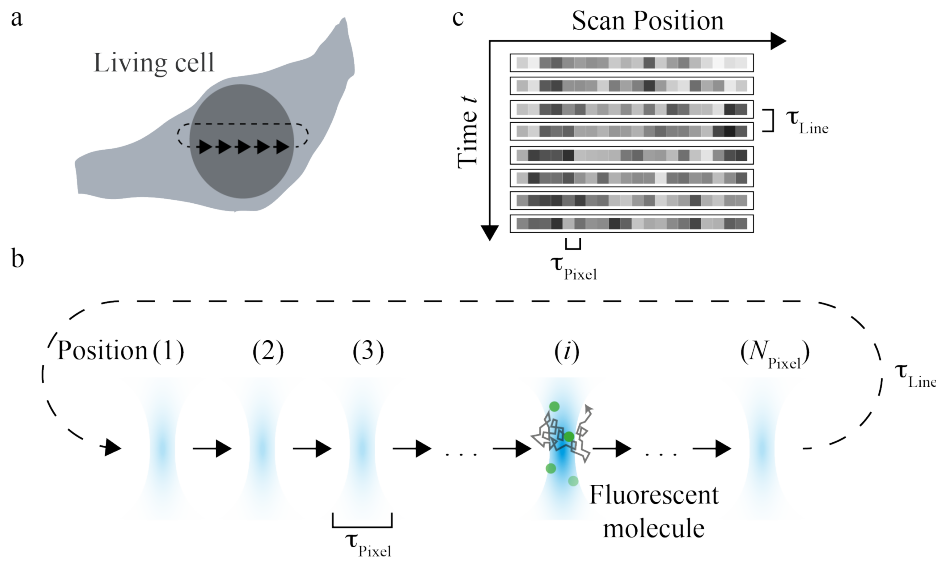 a
Living cell
c
Scan Position
Time t
τLine
τPixel
b
Position (1) (2) (3) (i) (NPixel)
τLine
. . . . . .
Fluorescent
molecule
τPixel